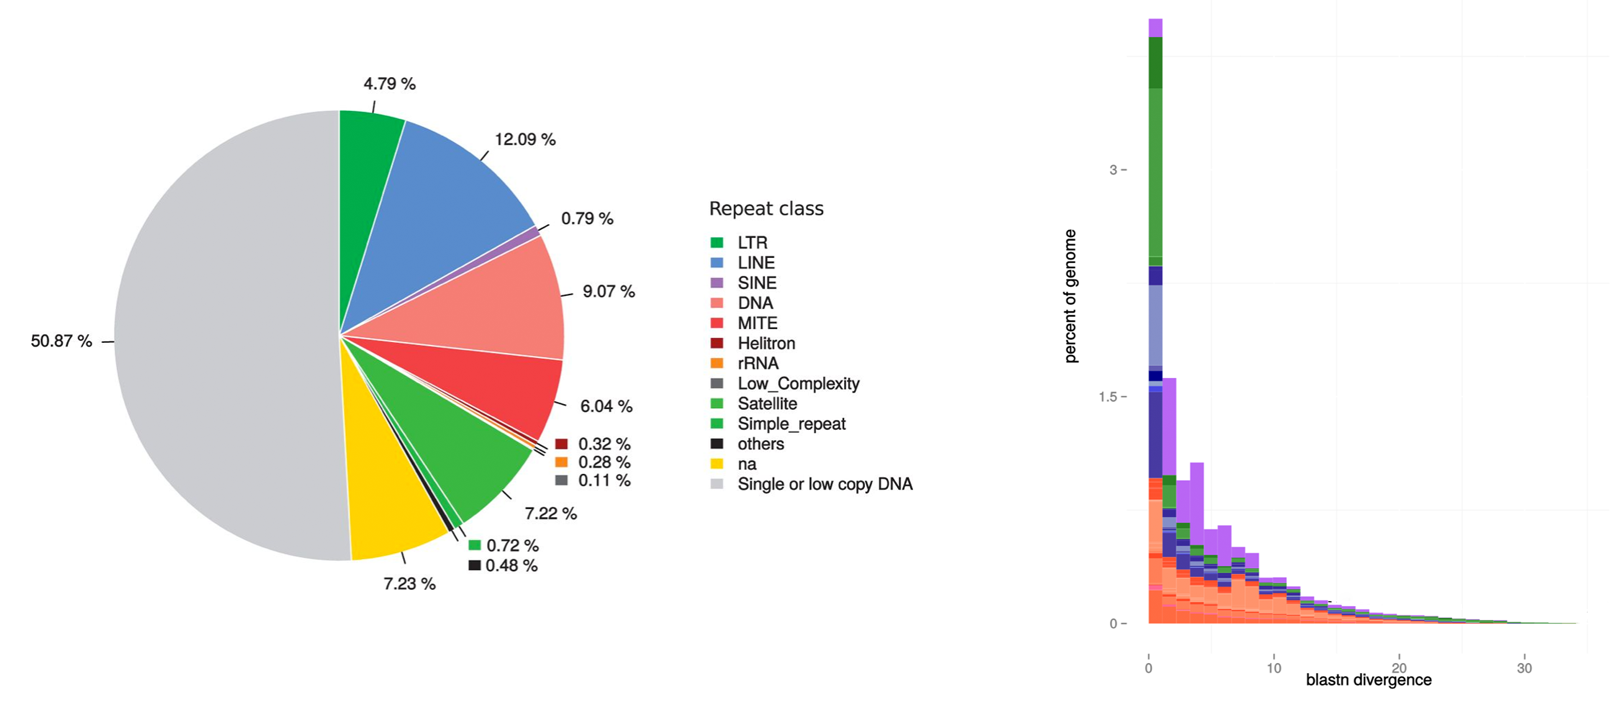 4.79 %
12.09 %
0.79 %
9.07 %
50.87 %
6.04 %
0.32 %
0.28 %
0.11 %
7.22 %
0.72 %
0.48 %
7.23 %
Repeat class
LTR
LINE
SINE
DNA
MITE
Helitron
rRNA
Low_Complexity
Satellite
Simple_repeat
others
na
Single or low copy DNA
percent of genome
3
1.5
0
0 10 20 30
blastn divergence